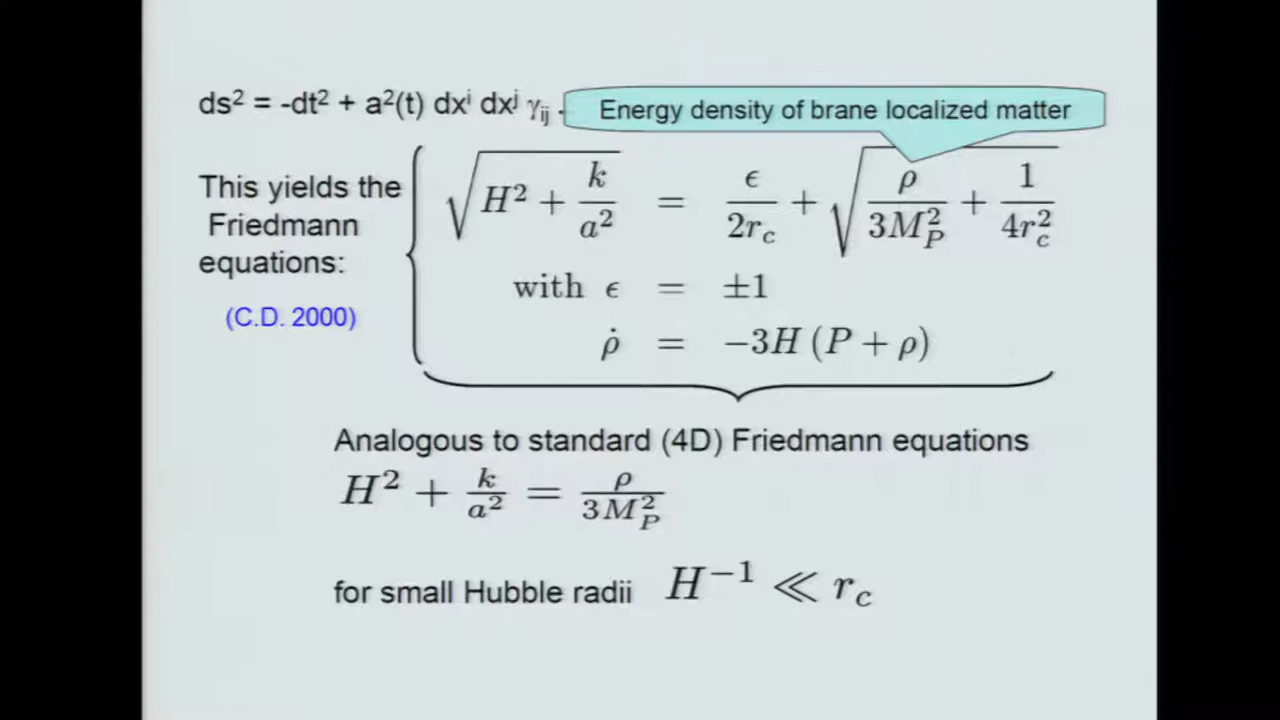 ds² = -dt² + a²(t) dxⁱ dxʲ γᵢⱼ
Energy density of brane localized matter
This yields the
Friedmann
equations:
(C.D. 2000)
√(H² + k/a²) = ϵ/2r_c + √(ρ/3M_P² + 1/4r_c²)
with ϵ = ±1
ρ̇ = −3H (P + ρ)
Analogous to standard (4D) Friedmann equations
H² + k/a² = ρ/3M_P²
for small Hubble radii H⁻¹ ≪ r_c